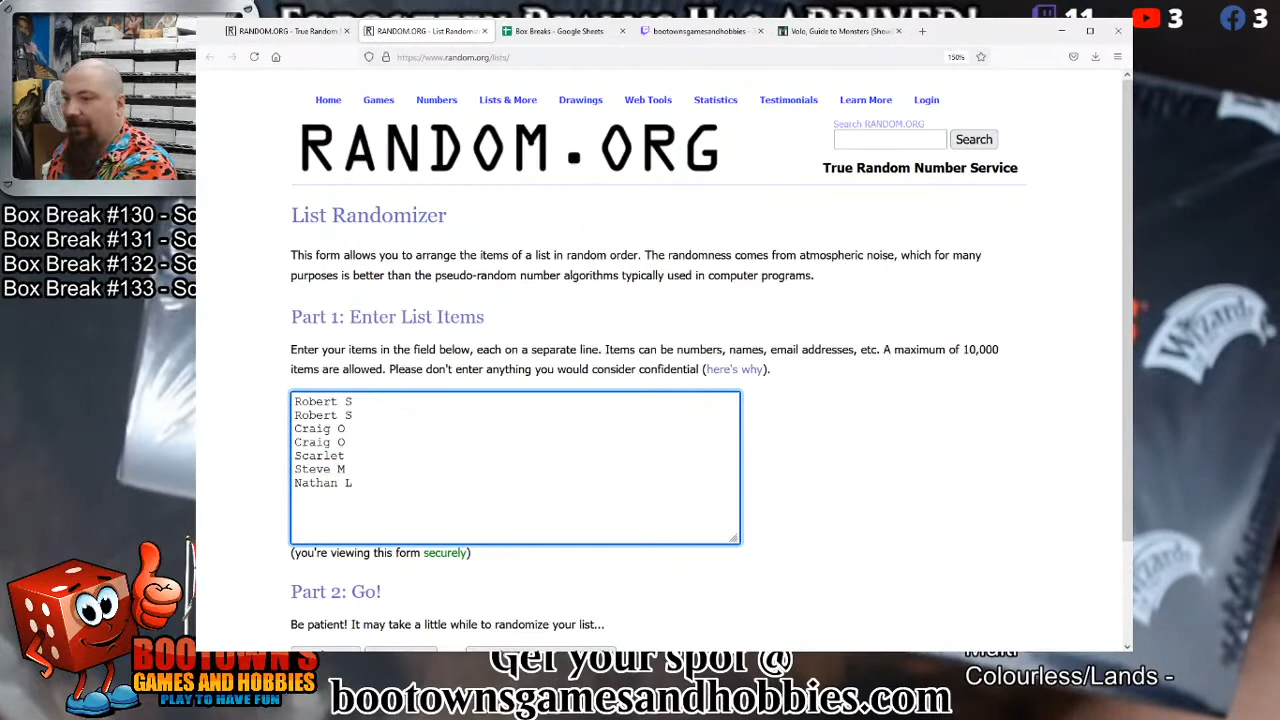 11 3 3
RANDOM.ORG - True Random
RANDOM.ORG - List Randomi
Box Breaks - Google Sheets
bootownsgamesandhobbies -
Volo, Guide to Monsters (Show
https://www.random.org/lists/
150%
Home Games Numbers Lists & More Drawings Web Tools Statistics Testimonials Learn More Login
RANDOM.ORG
Search RANDOM.ORG
Search
True Random Number Service
Box Break #130 - Sc
Box Break #131 - Sc
Box Break #132 - Sc
Box Break #133 - Sc
List Randomizer
This form allows you to arrange the items of a list in random order. The randomness comes from atmospheric noise, which for many
purposes is better than the pseudo-random number algorithms typically used in computer programs.
Part 1: Enter List Items
Enter your items in the field below, each on a separate line. Items can be numbers, names, email addresses, etc. A maximum of 10,000
items are allowed. Please don't enter anything you would consider confidential (here's why).
Robert S
Robert S
Craig O
Craig O
Scarlet
Steve M
Nathan L
(you're viewing this form securely)
Part 2: Go!
Be patient! It may take a little while to randomize your list...
Wizard
BOOTOWN'S
GAMES AND HOBBIES
PLAY TO HAVE FUN
Get your spot @
bootownsgamesandhobbies.com
Colourless/Lands -